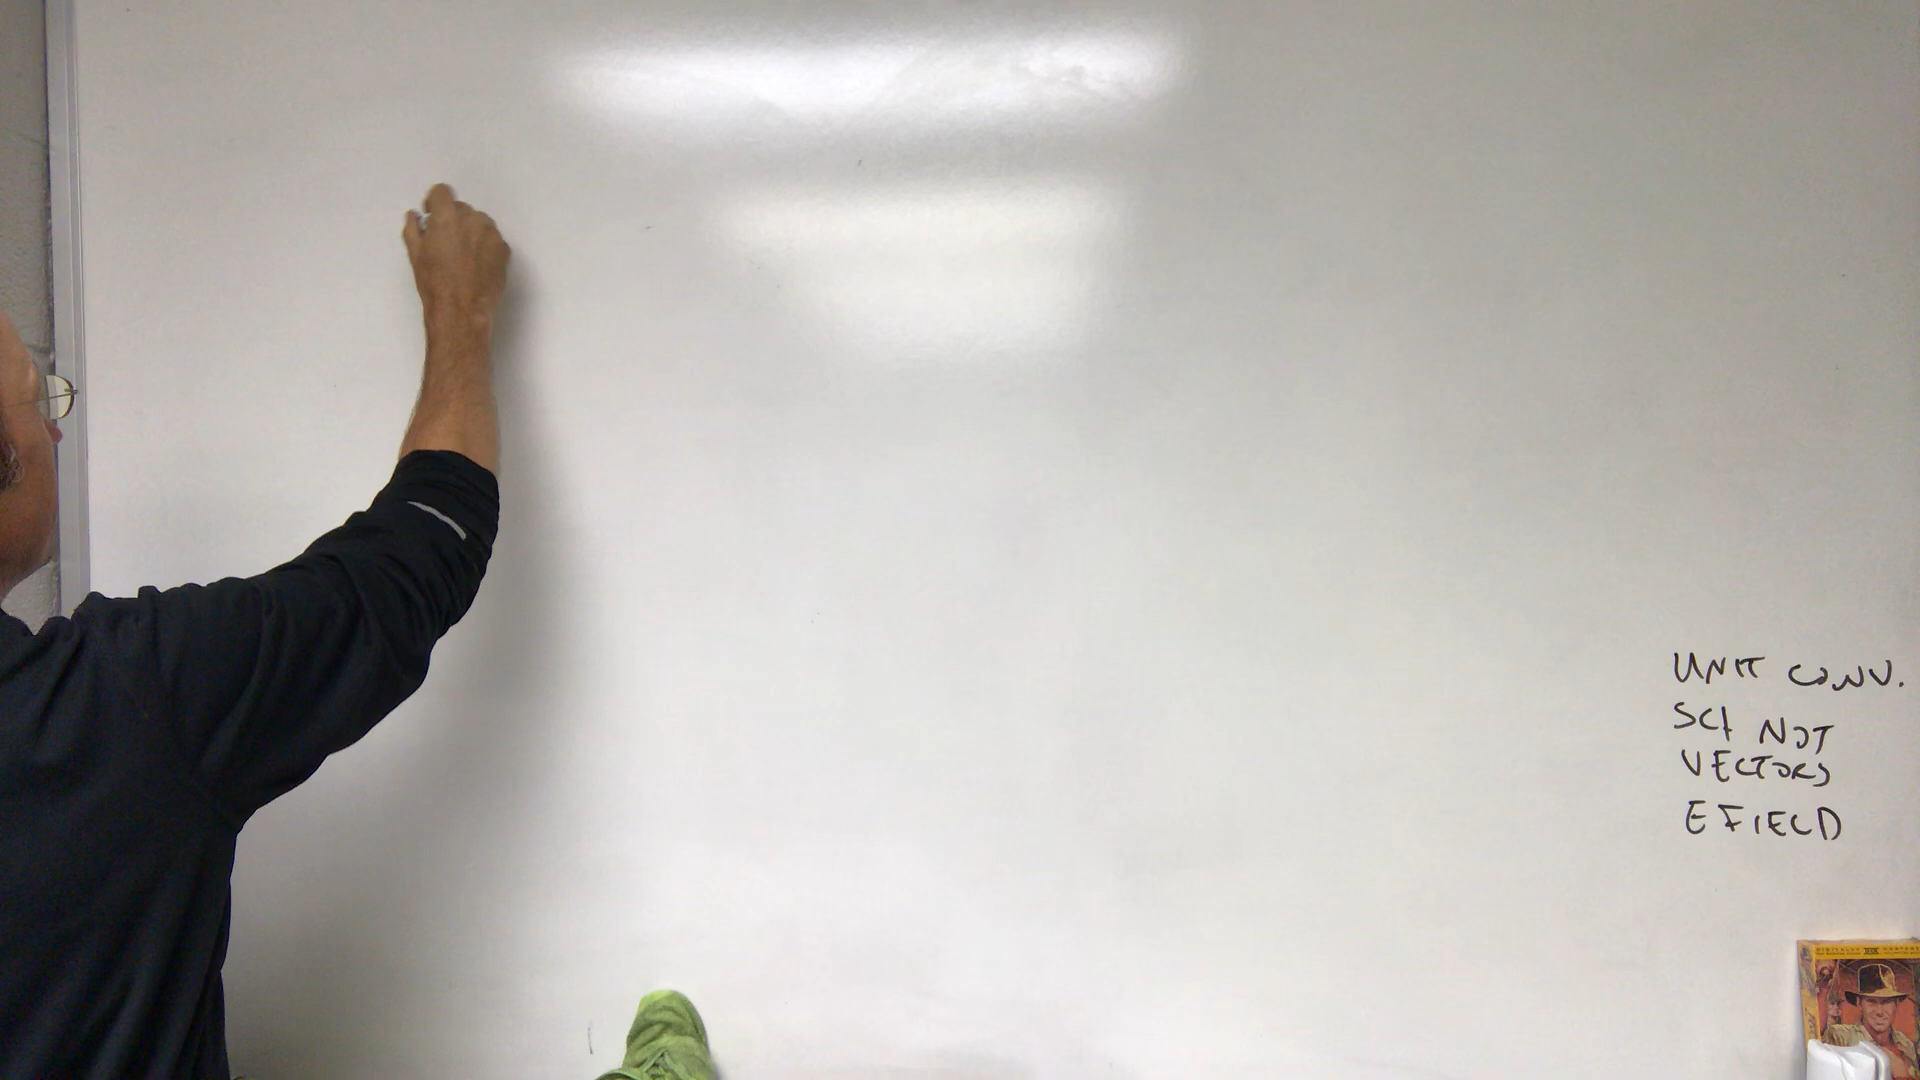 UNIT CONV.
SCI NOT
VECTORS
E FIELD